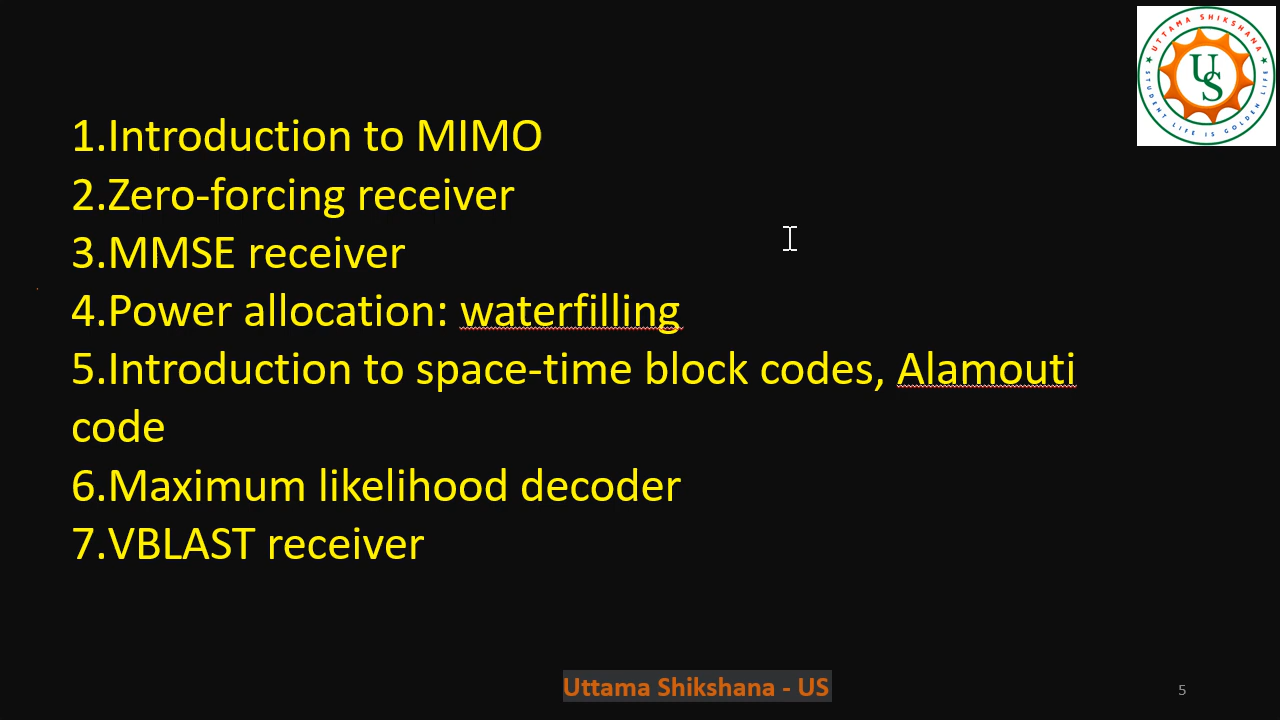 UTTAMA SHIKSHANA
US
STUDENT LIFE IS GOLDEN LIFE
1.Introduction to MIMO
2.Zero-forcing receiver
3.MMSE receiver
4.Power allocation: waterfilling
5.Introduction to space-time block codes, Alamouti
code
6.Maximum likelihood decoder
7.VBLAST receiver
Uttama Shikshana - US
5